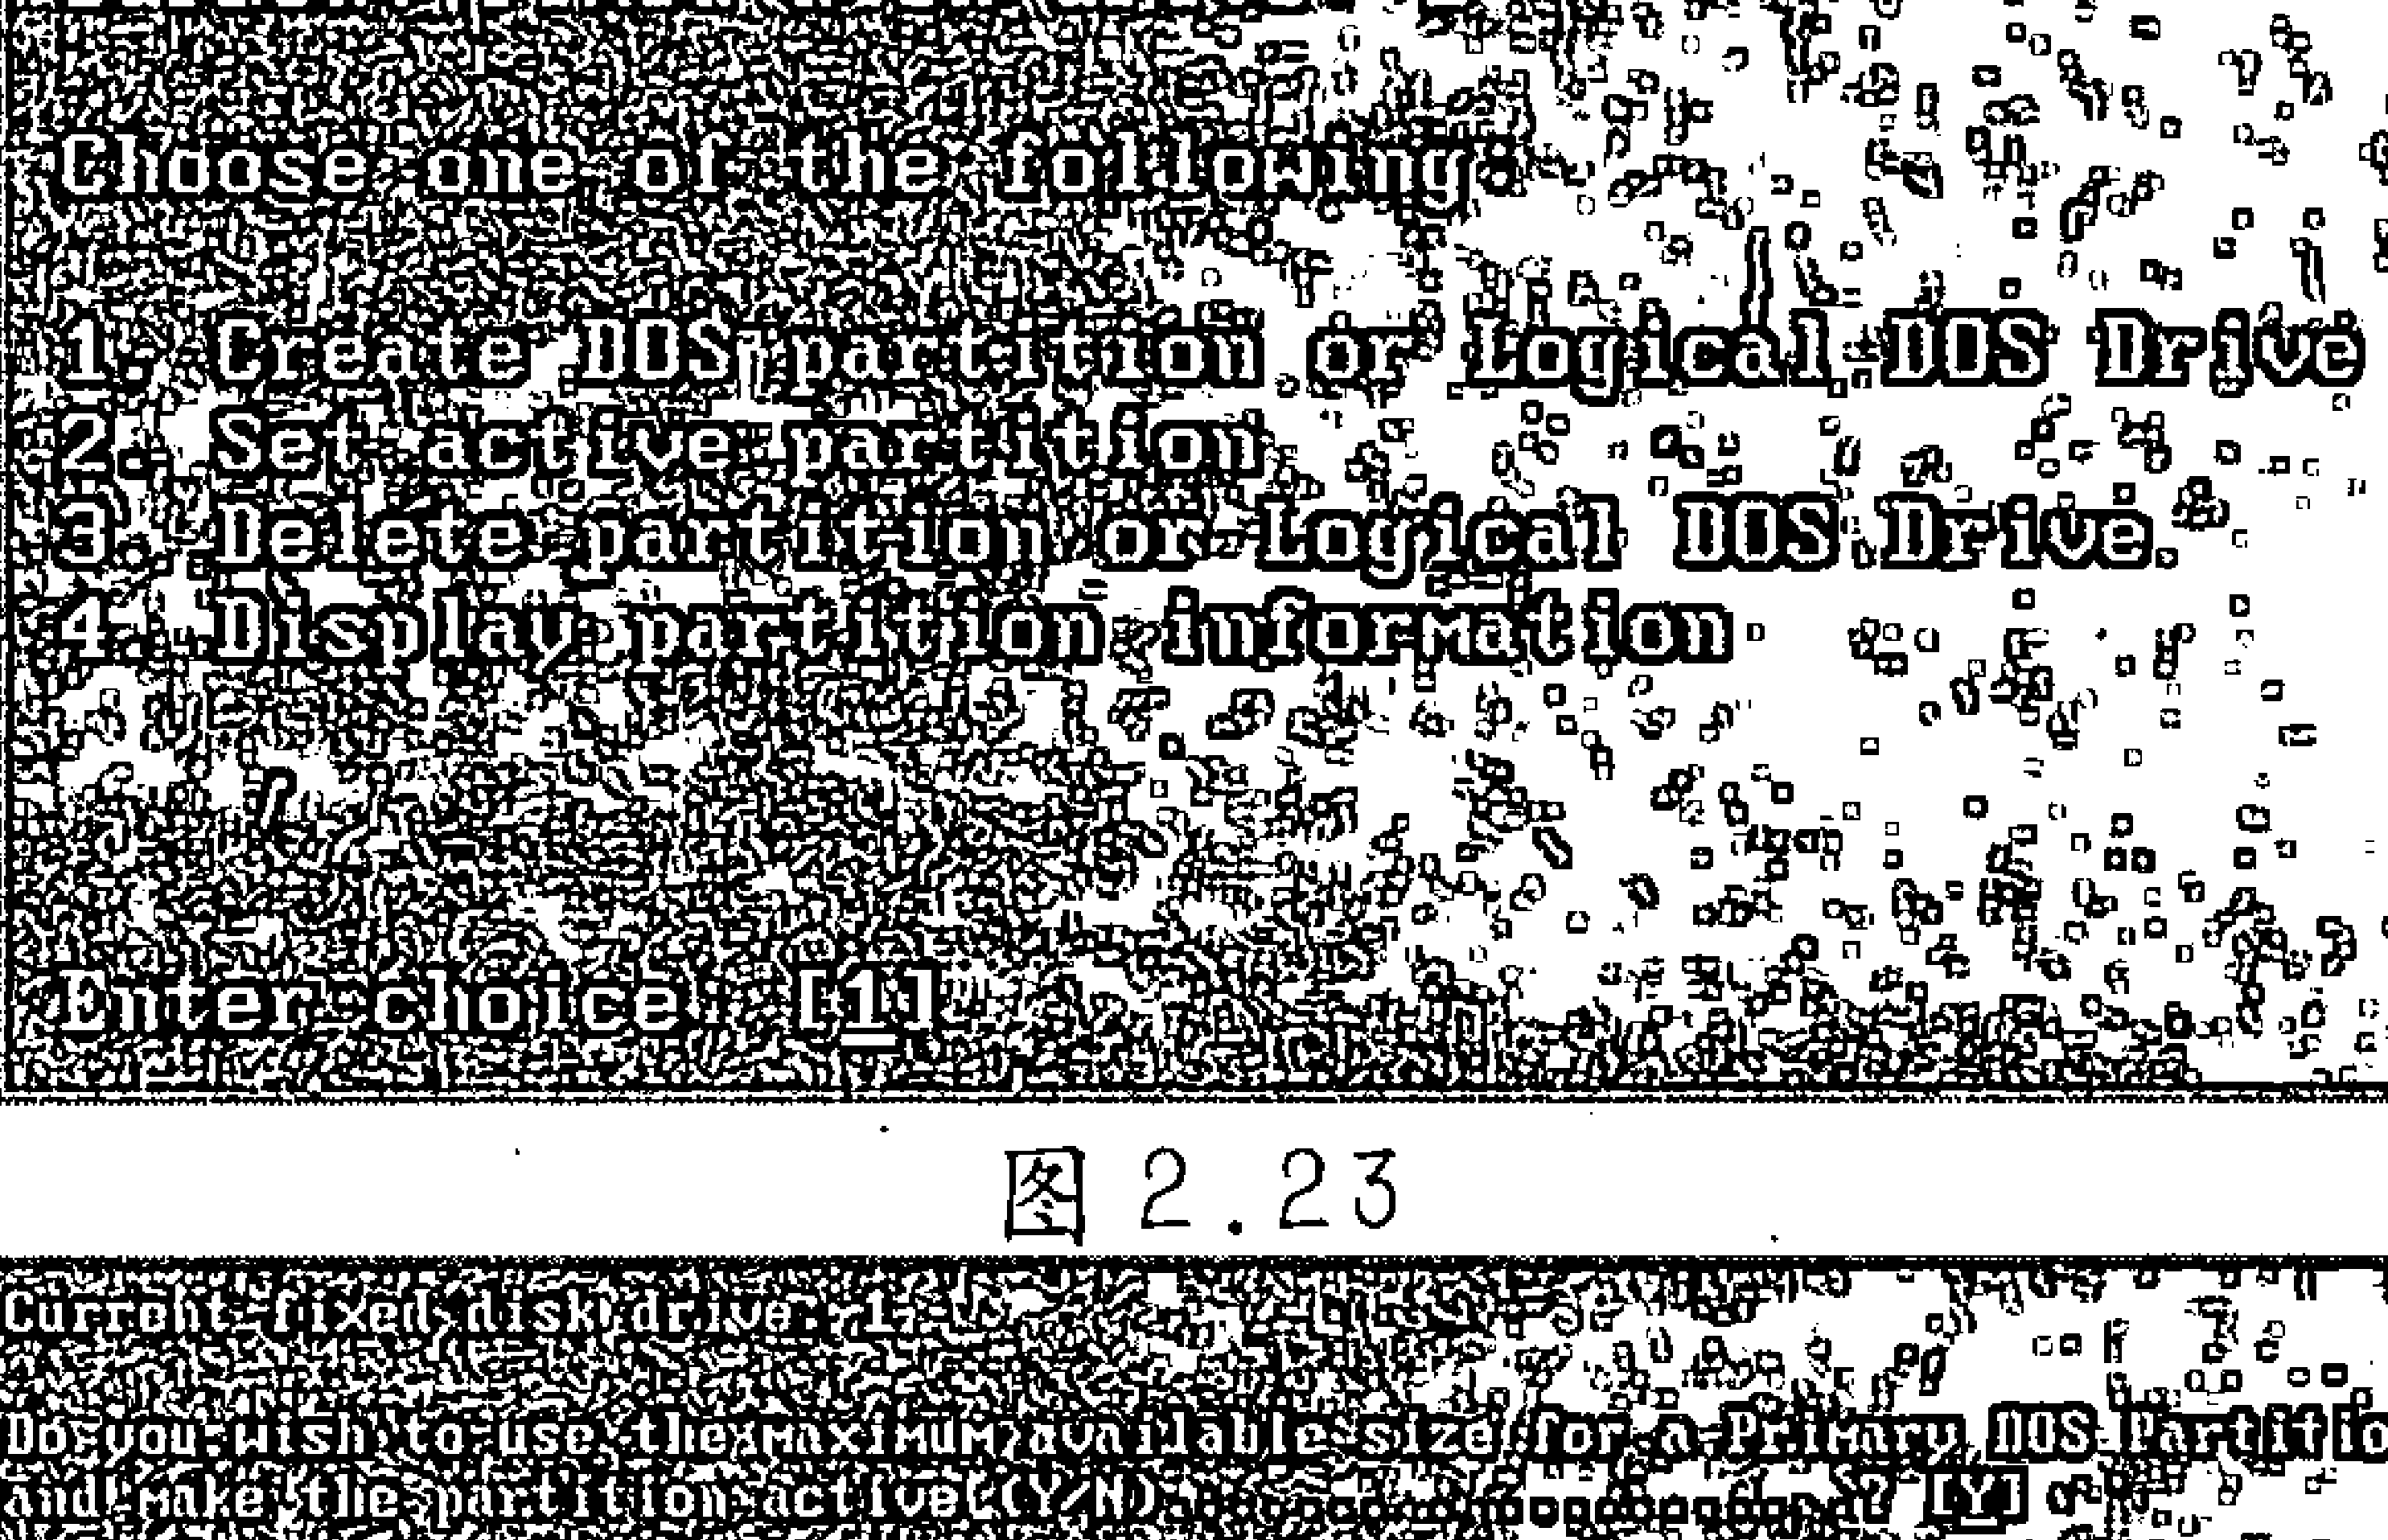 Choose one of the following:
1. Create DOS partition or Logical DOS Drive
2. Set active partition
3. Delete partition or Logical DOS Drive.
4. Display partition information
Enter choice: [1]
图 2.23
Current fixed disk drive: 1
Do you wish to use the maximum available size for a Primary DOS Partitio
and make the partition active (Y/N)....................? [Y]